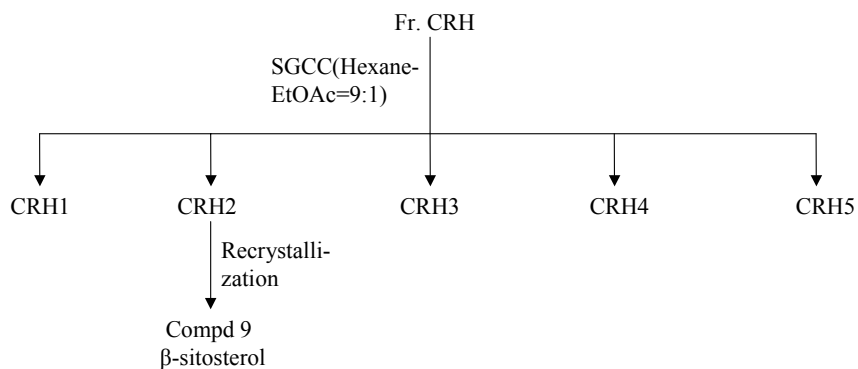 Fr. CRH
SGCC(Hexane-
EtOAc=9:1)
CRH1 CRH2 CRH3 CRH4 CRH5
Recrystalli-
zation
Compd 9
β-sitosterol